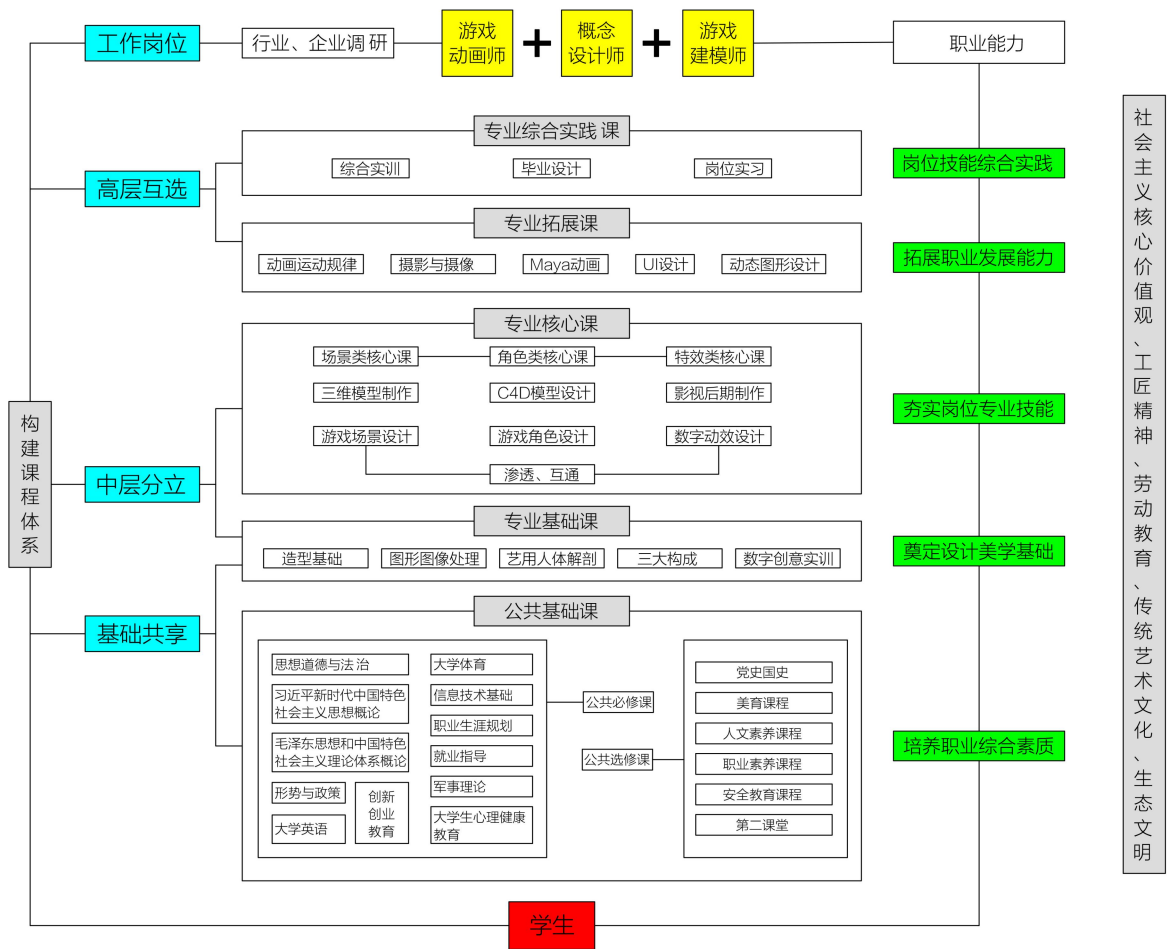 工作岗位
行业、企业调研
游戏
动画师
+
概念
设计师
+
游戏
建模师
职业能力
高层互选
专业综合实践课
综合实训
毕业设计
岗位实习
岗位技能综合实践
专业拓展课
动画运动规律
摄影与摄像
Maya动画
UI设计
动态图形设计
拓展职业发展能力
构建课程体系
中层分立
专业核心课
场景类核心课
角色类核心课
特效类核心课
三维模型制作
C4D模型设计
影视后期制作
游戏场景设计
游戏角色设计
数字动效设计
渗透、互通
夯实岗位专业技能
专业基础课
造型基础
图形图像处理
艺用人体解剖
三大构成
数字创意实训
奠定设计美学基础
基础共享
公共基础课
思想道德与法治
习近平新时代中国特色
社会主义思想概论
毛泽东思想和中国特色
社会主义理论体系概论
形势与政策
大学英语
创新
创业
教育
大学体育
信息技术基础
职业生涯规划
就业指导
军事理论
大学生心理健康
教育
公共必修课
公共选修课
党史国史
美育课程
人文素养课程
职业素养课程
安全教育课程
第二课堂
培养职业综合素质
社会主义核心价值观、工匠精神、劳动教育、传统艺术文化、生态文明
学生